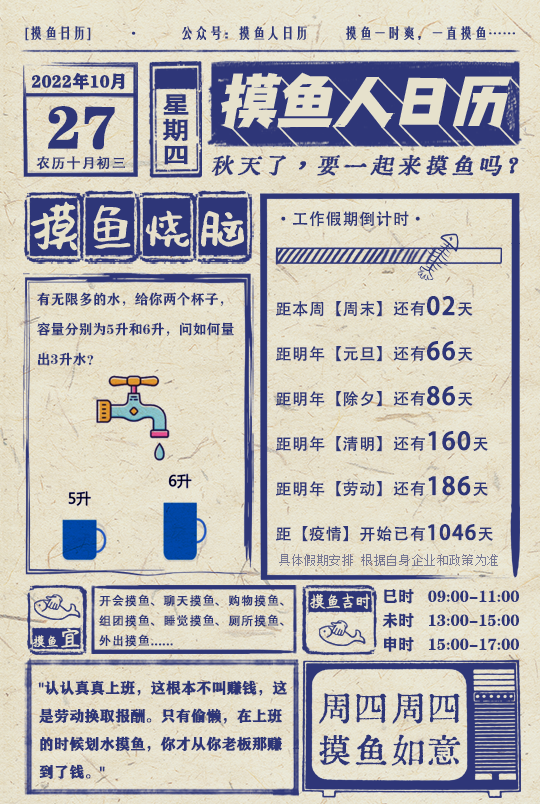 [摸鱼日历] · 公众号：摸鱼人日历 摸鱼一时爽，一直摸鱼……
2022年10月
27
农历十月初三
星期四
摸鱼人日历
秋天了，要一起来摸鱼吗？
摸鱼烧脑
有无限多的水，给你两个杯子，
容量分别为5升和6升，问如何量
出3升水？
5升
6升
·工作假期倒计时·
距本周【周末】还有02天
距明年【元旦】还有66天
距明年【除夕】还有86天
距明年【清明】还有160天
距明年【劳动】还有186天
距【疫情】开始已有1046天
具体假期安排 根据自身企业和政策为准
摸鱼宜
开会摸鱼、聊天摸鱼、购物摸鱼、
组团摸鱼、睡觉摸鱼、厕所摸鱼、
外出摸鱼......
摸鱼吉时
巳时 09:00-11:00
未时 13:00-15:00
申时 15:00-17:00
"认认真真上班，这根本不叫赚钱，这
是劳动换取报酬。只有偷懒，在上班
的时候划水摸鱼，你才从你老板那赚
到了钱。"
周四周四
摸鱼如意